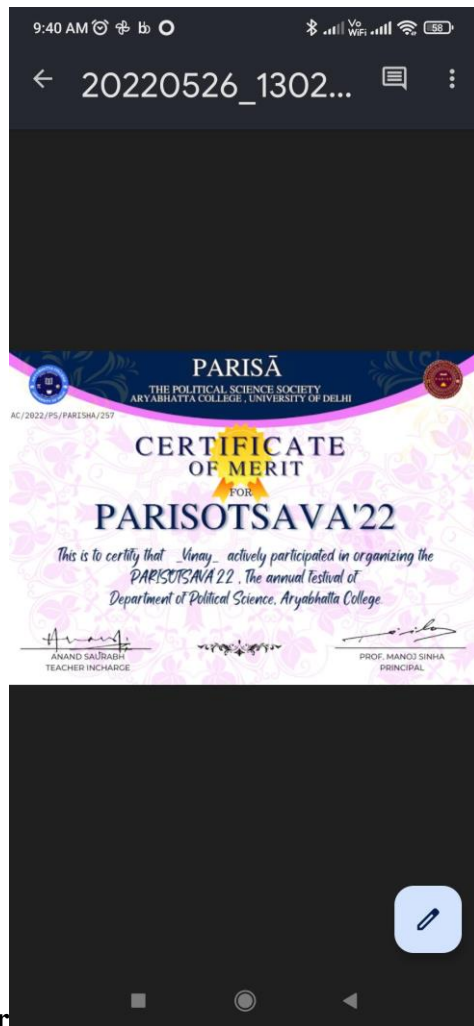 9:40 AM
Vo
WiFi
58
20220526_1302...
PARISĀ
THE POLITICAL SCIENCE SOCIETY
ARYABHATTA COLLEGE , UNIVERSITY OF DELHI
AC/2022/PS/PARISHA/257
CERTIFICATE
OF MERIT
FOR
PARISOTSAVA'22
This is to certify that _Vinay_ actively participated in organizing the
PARISOTSAVA'22 , The annual festival of
Department of Political Science, Aryabhatta College.
ANAND SAURABH
TEACHER INCHARGE
PROF. MANOJ SINHA
PRINCIPAL
r